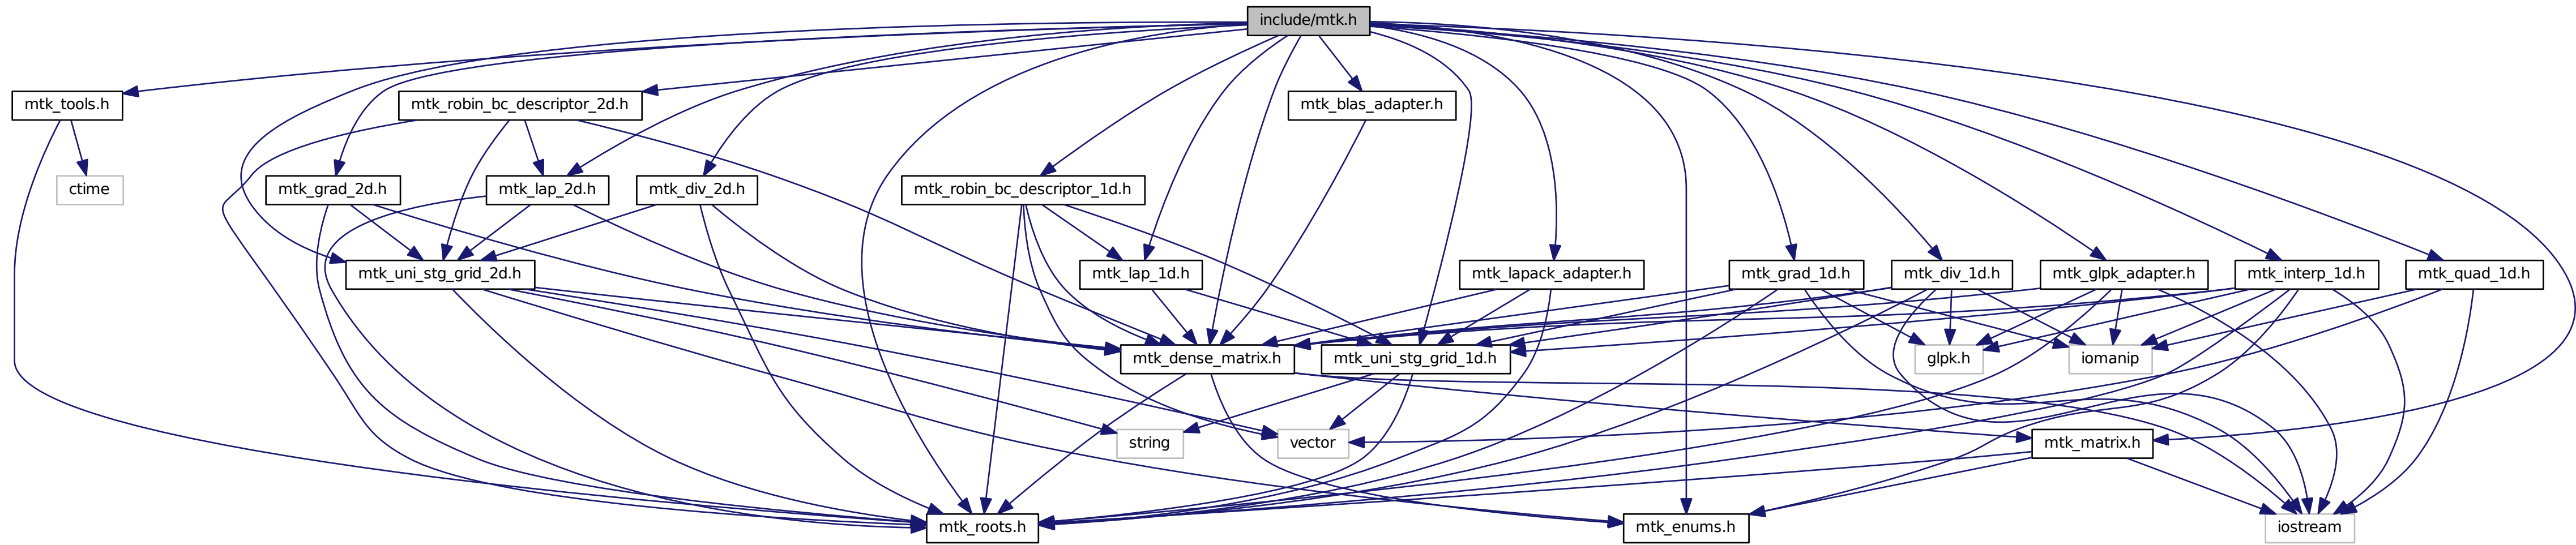 include/mtk.h
mtk_tools.h
mtk_robin_bc_descriptor_2d.h
mtk_blas_adapter.h
ctime
mtk_grad_2d.h
mtk_lap_2d.h
mtk_div_2d.h
mtk_robin_bc_descriptor_1d.h
mtk_uni_stg_grid_2d.h
mtk_lap_1d.h
mtk_lapack_adapter.h
mtk_grad_1d.h
mtk_div_1d.h
mtk_glpk_adapter.h
mtk_interp_1d.h
mtk_quad_1d.h
mtk_dense_matrix.h
mtk_uni_stg_grid_1d.h
glpk.h
iomanip
string
vector
mtk_matrix.h
mtk_roots.h
mtk_enums.h
iostream